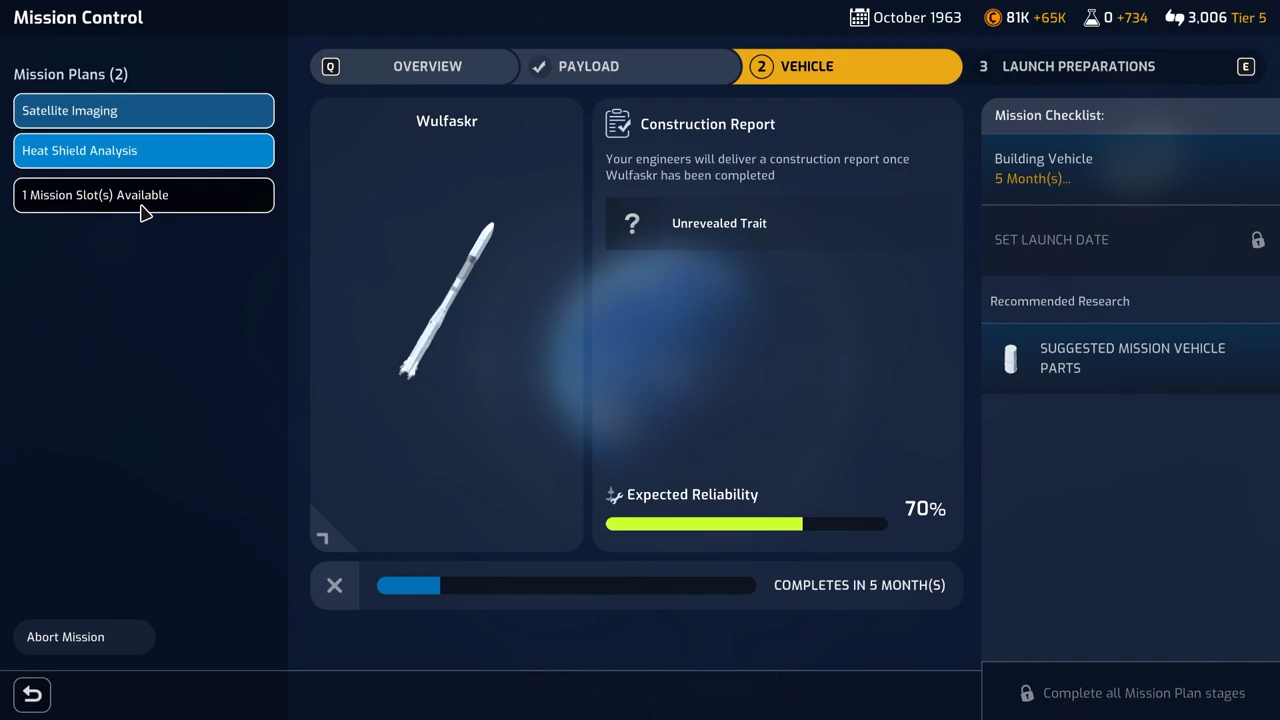 Mission Control
October 1963
81K +65K
0 +734
3,006 Tier 5
Mission Plans (2)
Satellite Imaging
Heat Shield Analysis
1 Mission Slot(s) Available
Abort Mission
Q
OVERVIEW
PAYLOAD
2 VEHICLE
3 LAUNCH PREPARATIONS
E
Wulfaskr
Construction Report
Your engineers will deliver a construction report once
Wulfaskr has been completed
? Unrevealed Trait
Expected Reliability
70%
COMPLETES IN 5 MONTH(S)
Mission Checklist:
Building Vehicle
5 Month(s)...
SET LAUNCH DATE
Recommended Research
SUGGESTED MISSION VEHICLE
PARTS
Complete all Mission Plan stages